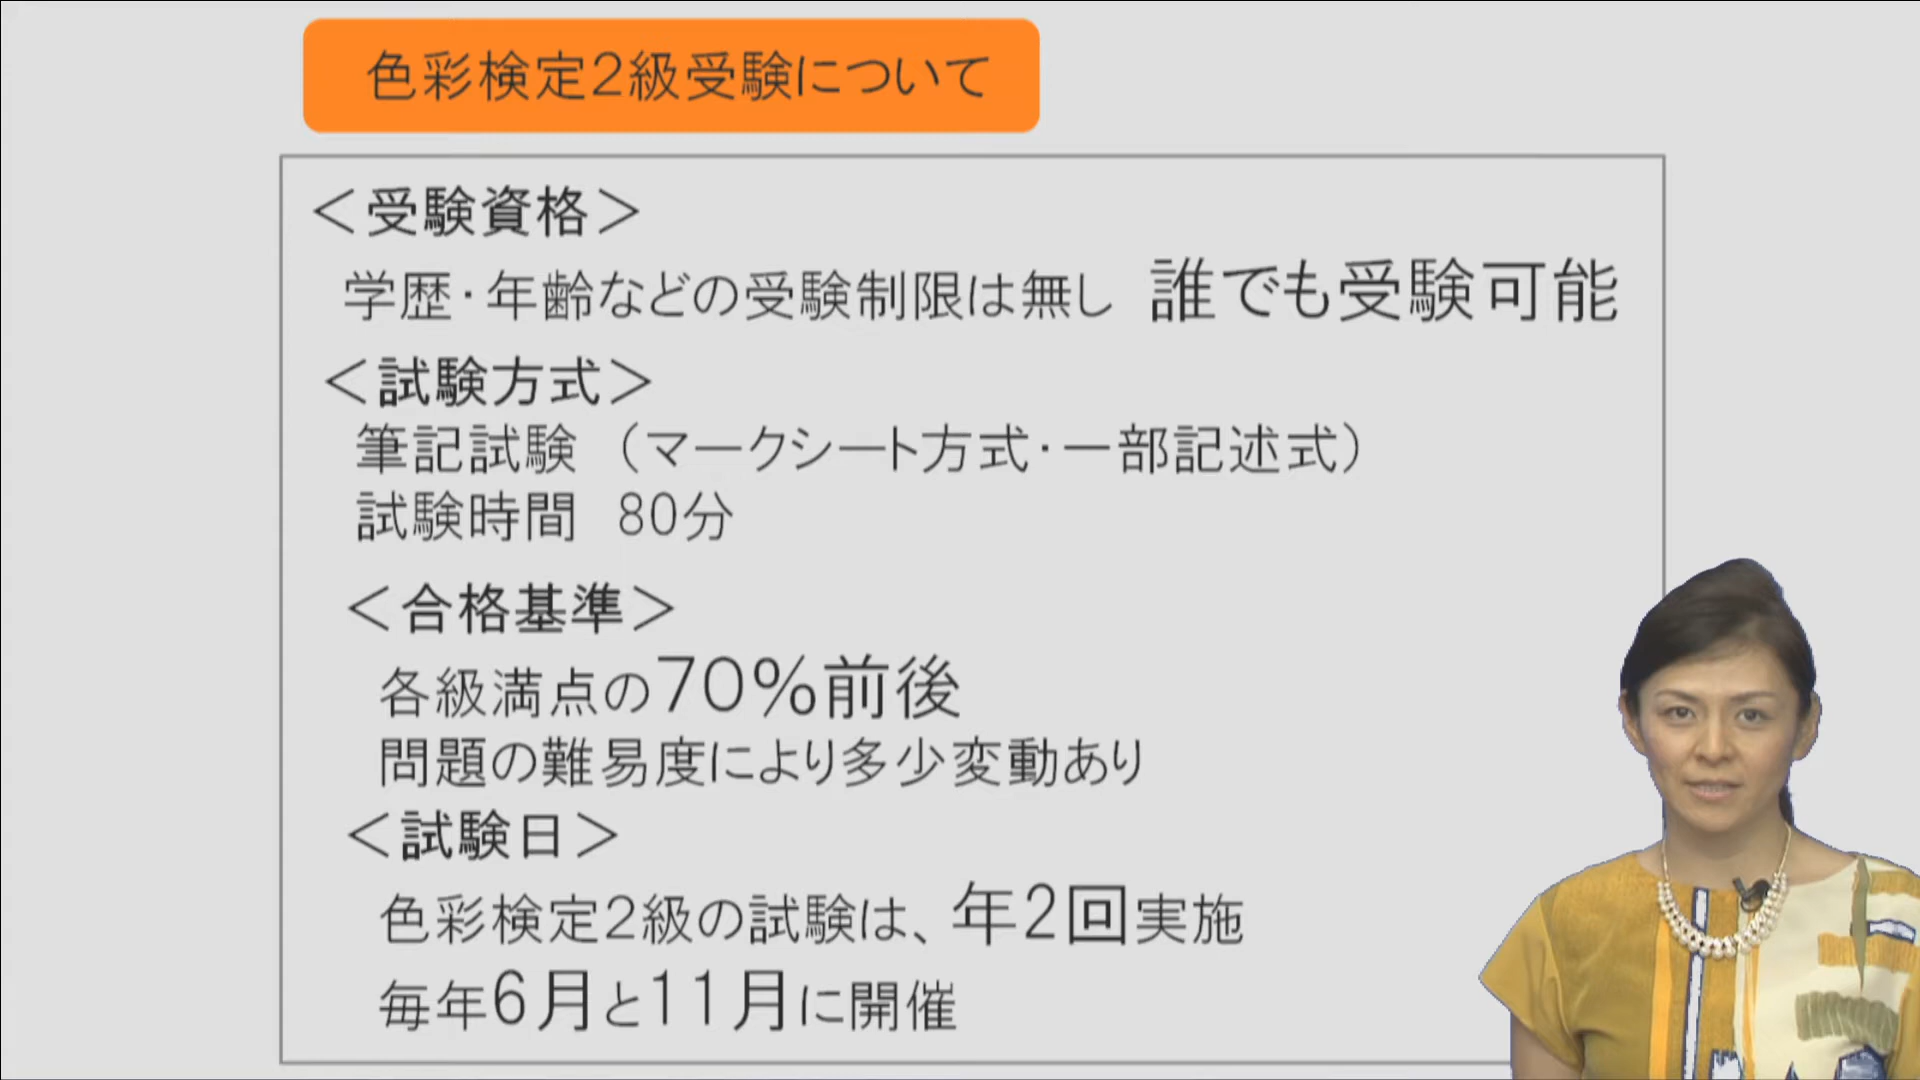 色彩検定2級受験について
＜受験資格＞
学歴・年齢などの受験制限は無し　誰でも受験可能
＜試験方式＞
筆記試験　（マークシート方式・一部記述式）
試験時間　80分
＜合格基準＞
各級満点の70%前後
問題の難易度により多少変動あり
＜試験日＞
色彩検定2級の試験は、年2回実施
毎年6月と11月に開催